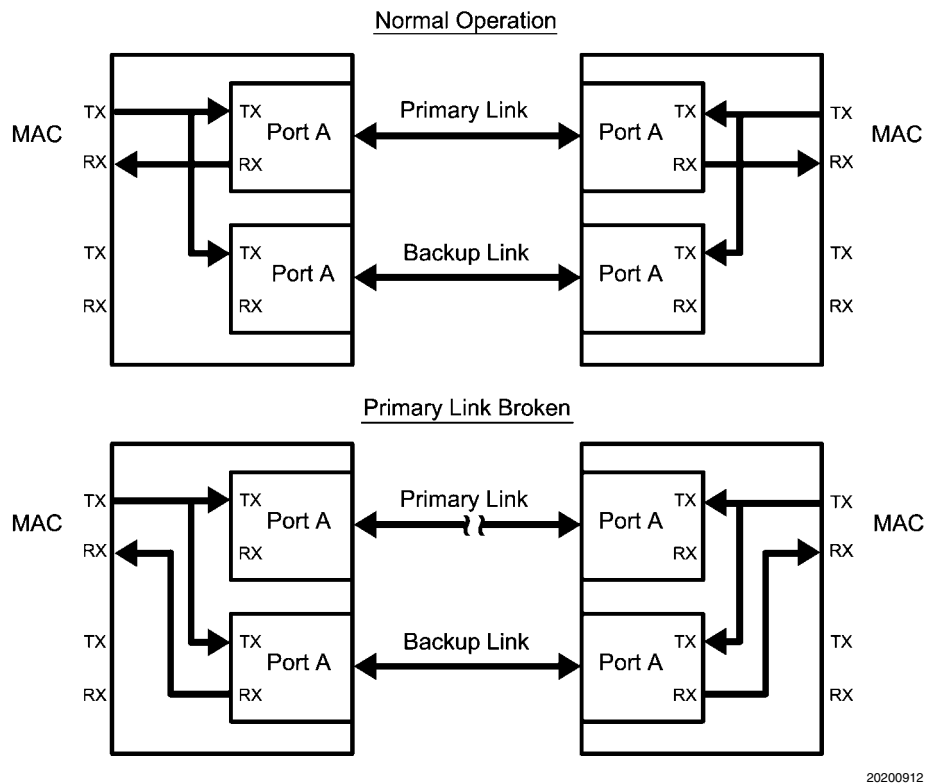 Normal Operation
TX TX Primary Link TX TX
MAC Port A Port A MAC
RX RX RX RX
TX TX Backup Link TX TX
Port A Port A
RX RX RX RX
Primary Link Broken
TX TX Primary Link TX TX
MAC Port A Port A MAC
RX RX RX RX
TX TX Backup Link TX TX
Port A Port A
RX RX RX RX
20200912